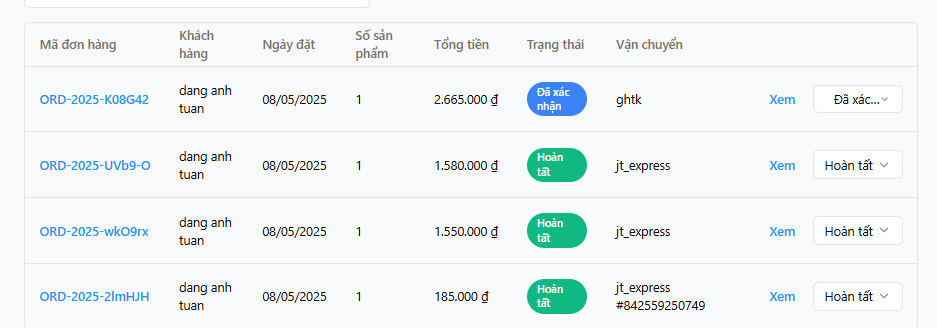 Mã đơn hàng Khách hàng Ngày đặt Số sản phẩm Tổng tiền Trạng thái Vận chuyển
ORD-2025-K08G42 dang anh tuan 08/05/2025 1 2.665.000 ₫ Đã xác nhận ghtk Xem Đã xác...
ORD-2025-UVb9-O dang anh tuan 08/05/2025 1 1.580.000 ₫ Hoàn tất jt_express Xem Hoàn tất
ORD-2025-wkO9rx dang anh tuan 08/05/2025 1 1.550.000 ₫ Hoàn tất jt_express Xem Hoàn tất
ORD-2025-2lmHJH dang anh tuan 08/05/2025 1 185.000 ₫ Hoàn tất jt_express #842559250749 Xem Hoàn tất